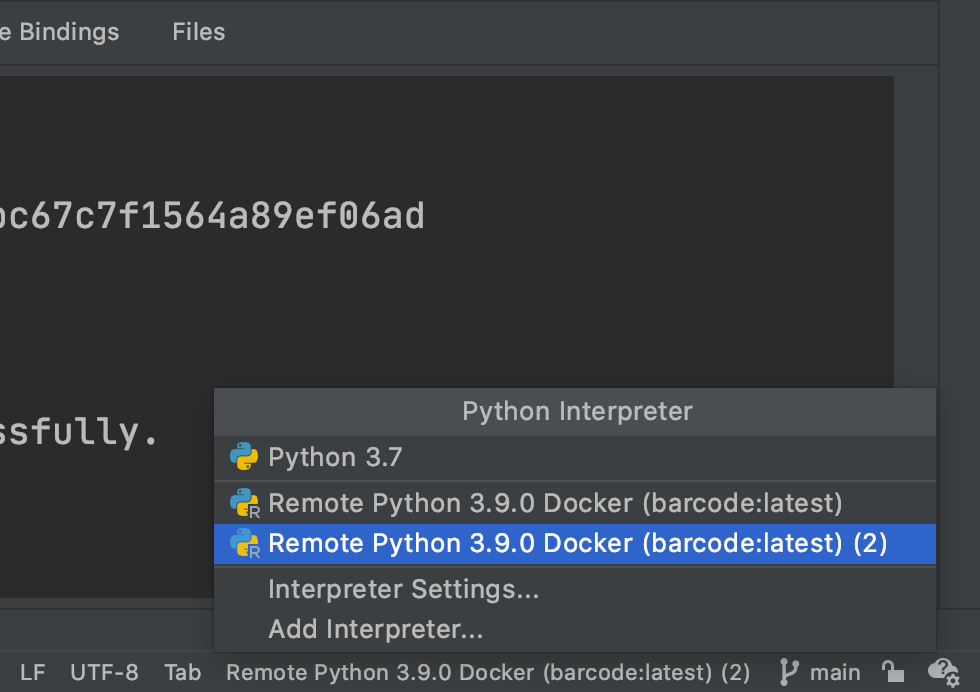 e Bindings Files
c67c7f1564a89ef06ad
ssfully.
Python Interpreter
Python 3.7
Remote Python 3.9.0 Docker (barcode:latest)
Remote Python 3.9.0 Docker (barcode:latest) (2)
Interpreter Settings...
Add Interpreter...
LF UTF-8 Tab Remote Python 3.9.0 Docker (barcode:latest) (2) main